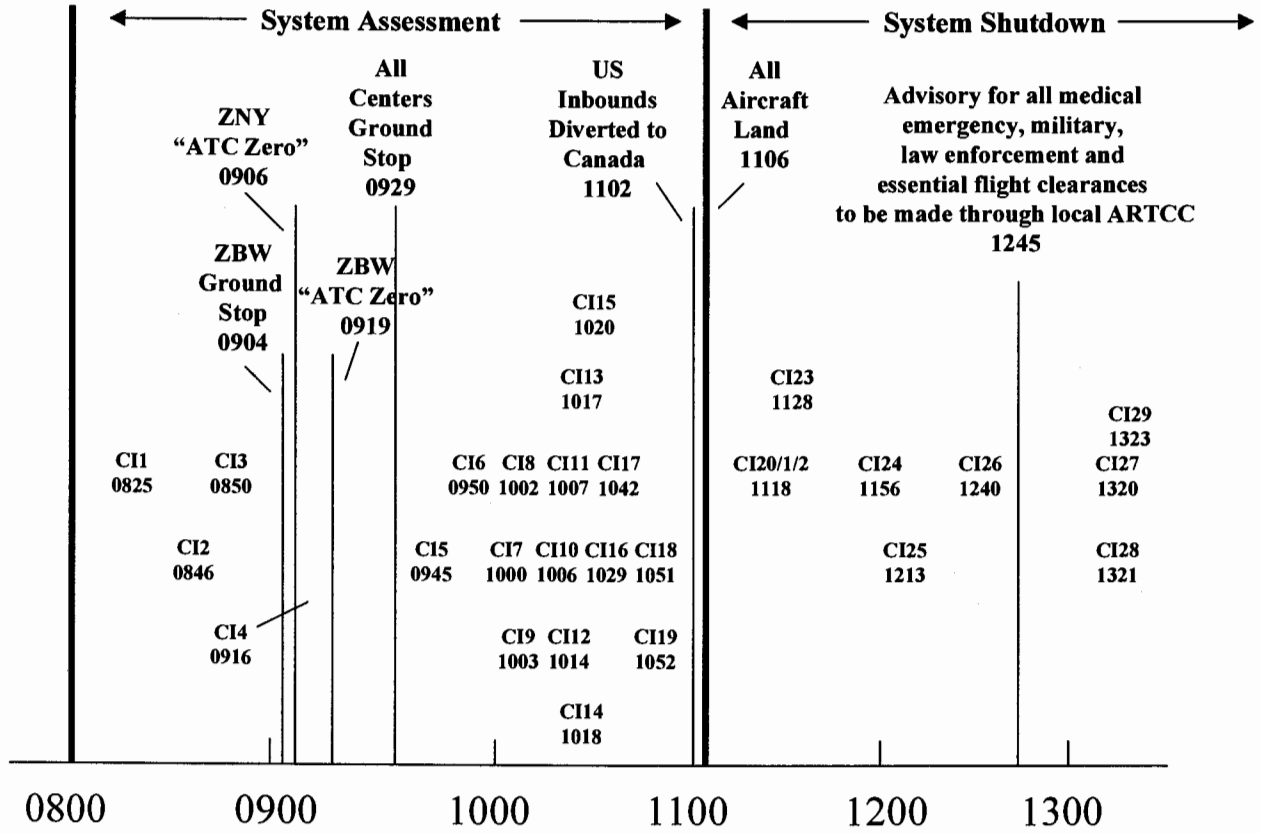 System Assessment
System Shutdown
ZNY
“ATC Zero”
0906
All
Centers
Ground
Stop
0929
US
Inbounds
Diverted to
Canada
1102
All
Aircraft
Land
1106
Advisory for all medical
emergency, military,
law enforcement and
essential flight clearances
to be made through local ARTCC
1245
ZBW
Ground
Stop
0904
ZBW
“ATC Zero”
0919
CI15
1020
CI13
1017
CI23
1128
CI29
1323
CI1
0825
CI3
0850
CI6
0950
CI8
1002
CI11
1007
CI17
1042
CI20/1/2
1118
CI24
1156
CI26
1240
CI27
1320
CI2
0846
CI5
0945
CI7
1000
CI10
1006
CI16
1029
CI18
1051
CI25
1213
CI28
1321
CI4
0916
CI9
1003
CI12
1014
CI19
1052
CI14
1018
0800 0900 1000 1100 1200 1300